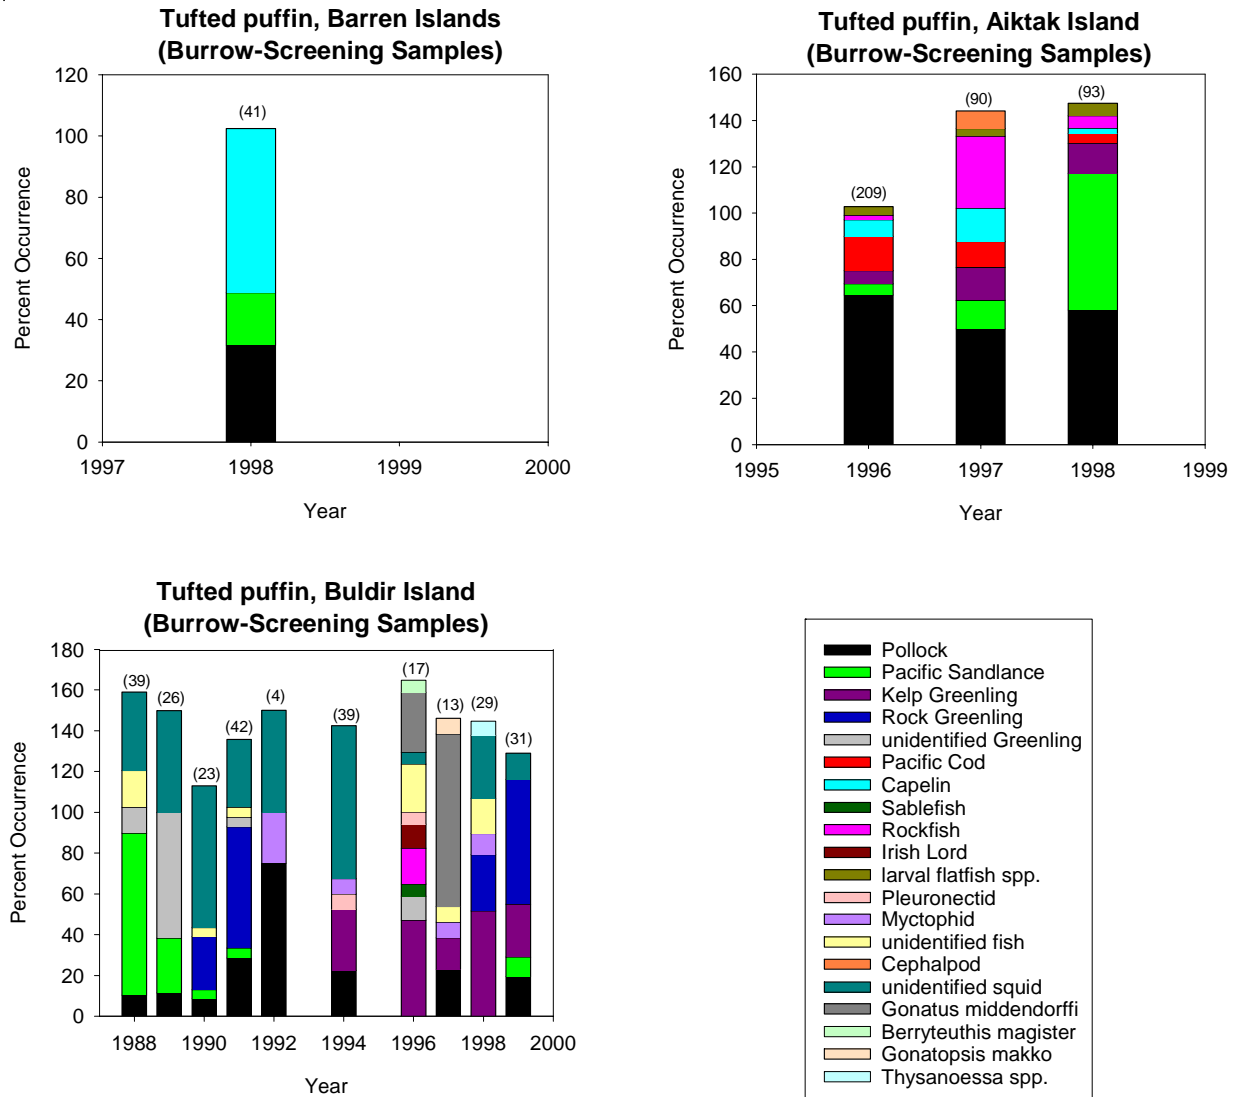 Tufted puffin, Barren Islands
(Burrow-Screening Samples)
120
100
80
60
40
20
0
Percent Occurrence
(41)
1997
1998
1999
2000
Year
Tufted puffin, Aiktak Island
(Burrow-Screening Samples)
160
140
120
100
80
60
40
20
0
Percent Occurrence
(209)
(90)
(93)
1995
1996
1997
1998
1999
Year
Tufted puffin, Buldir Island
(Burrow-Screening Samples)
180
160
140
120
100
80
60
40
20
0
Percent Occurrence
(39)
(26)
(23)
(42)
(4)
(39)
(17)
(13)
(29)
(31)
1988
1990
1992
1994
1996
1998
2000
Year
Pollock
Pacific Sandlance
Kelp Greenling
Rock Greenling
unidentified Greenling
Pacific Cod
Capelin
Sablefish
Rockfish
Irish Lord
larval flatfish spp.
Pleuronectid
Myctophid
unidentified fish
Cephalpod
unidentified squid
Gonatus middendorffi
Berryteuthis magister
Gonatopsis makko
Thysanoessa spp.